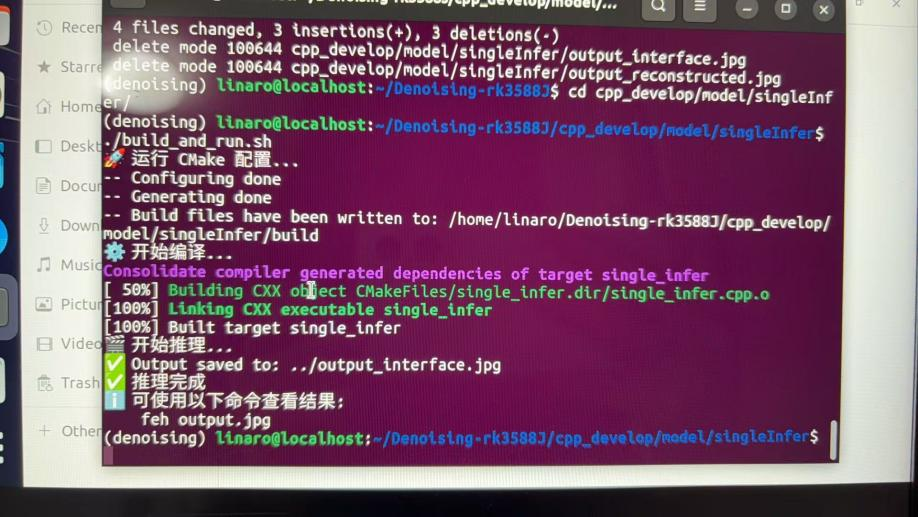 Denoising-rk3588J/cpp_develop/model/...
4 files changed, 3 insertions(+), 3 deletions(-)
delete mode 100644 cpp_develop/model/singleInfer/output_interface.jpg
delete mode 100644 cpp_develop/model/singleInfer/output_reconstructed.jpg
(denoising) linaro@localhost:~/Denoising-rk3588J$ cd cpp_develop/model/singleInf
er/
(denoising) linaro@localhost:~/Denoising-rk3588J/cpp_develop/model/singleInfer$
./build_and_run.sh
🚀 运行 CMake 配置...
-- Configuring done
-- Generating done
-- Build files have been written to: /home/linaro/Denoising-rk3588J/cpp_develop/
model/singleInfer/build
⚙️ 开始编译...
Consolidate compiler generated dependencies of target single_infer
[ 50%] Building CXX object CMakeFiles/single_infer.dir/single_infer.cpp.o
[100%] Linking CXX executable single_infer
[100%] Built target single_infer
🎬 开始推理...
✅ Output saved to: ../output_interface.jpg
✅ 推理完成
ℹ️ 可使用以下命令查看结果:
feh output.jpg
(denoising) linaro@localhost:~/Denoising-rk3588J/cpp_develop/model/singleInfer$
Recen
Starre
Home
Deskt
Docu
Down
Music
Pictur
Video
Trash
Other